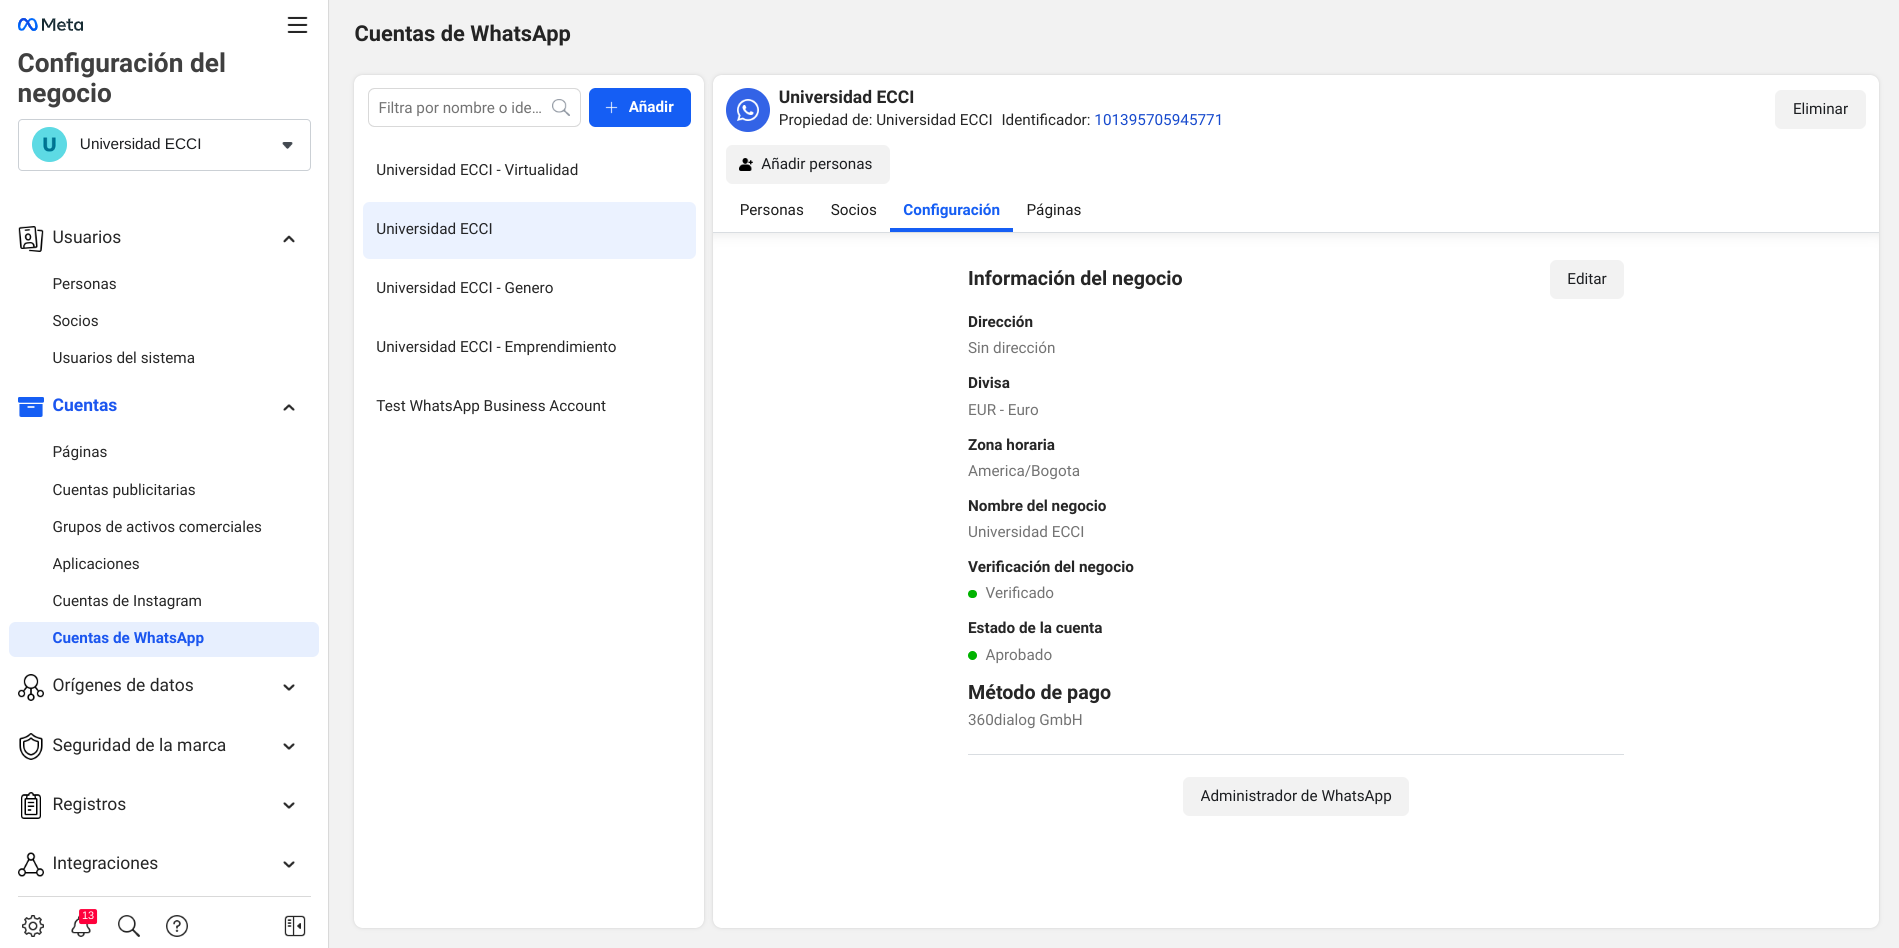 Meta
Configuración del
negocio
U
Universidad ECCI
Usuarios
Personas
Socios
Usuarios del sistema
Cuentas
Páginas
Cuentas publicitarias
Grupos de activos comerciales
Aplicaciones
Cuentas de Instagram
Cuentas de WhatsApp
Orígenes de datos
Seguridad de la marca
Registros
Integraciones
13
Cuentas de WhatsApp
Filtra por nombre o ide...
Añadir
Universidad ECCI - Virtualidad
Universidad ECCI
Universidad ECCI - Genero
Universidad ECCI - Emprendimiento
Test WhatsApp Business Account
Universidad ECCI
Propiedad de: Universidad ECCI Identificador: 101395705945771
Eliminar
Añadir personas
Personas Socios Configuración Páginas
Información del negocio
Editar
Dirección
Sin dirección
Divisa
EUR - Euro
Zona horaria
America/Bogota
Nombre del negocio
Universidad ECCI
Verificación del negocio
Verificado
Estado de la cuenta
Aprobado
Método de pago
360dialog GmbH
Administrador de WhatsApp